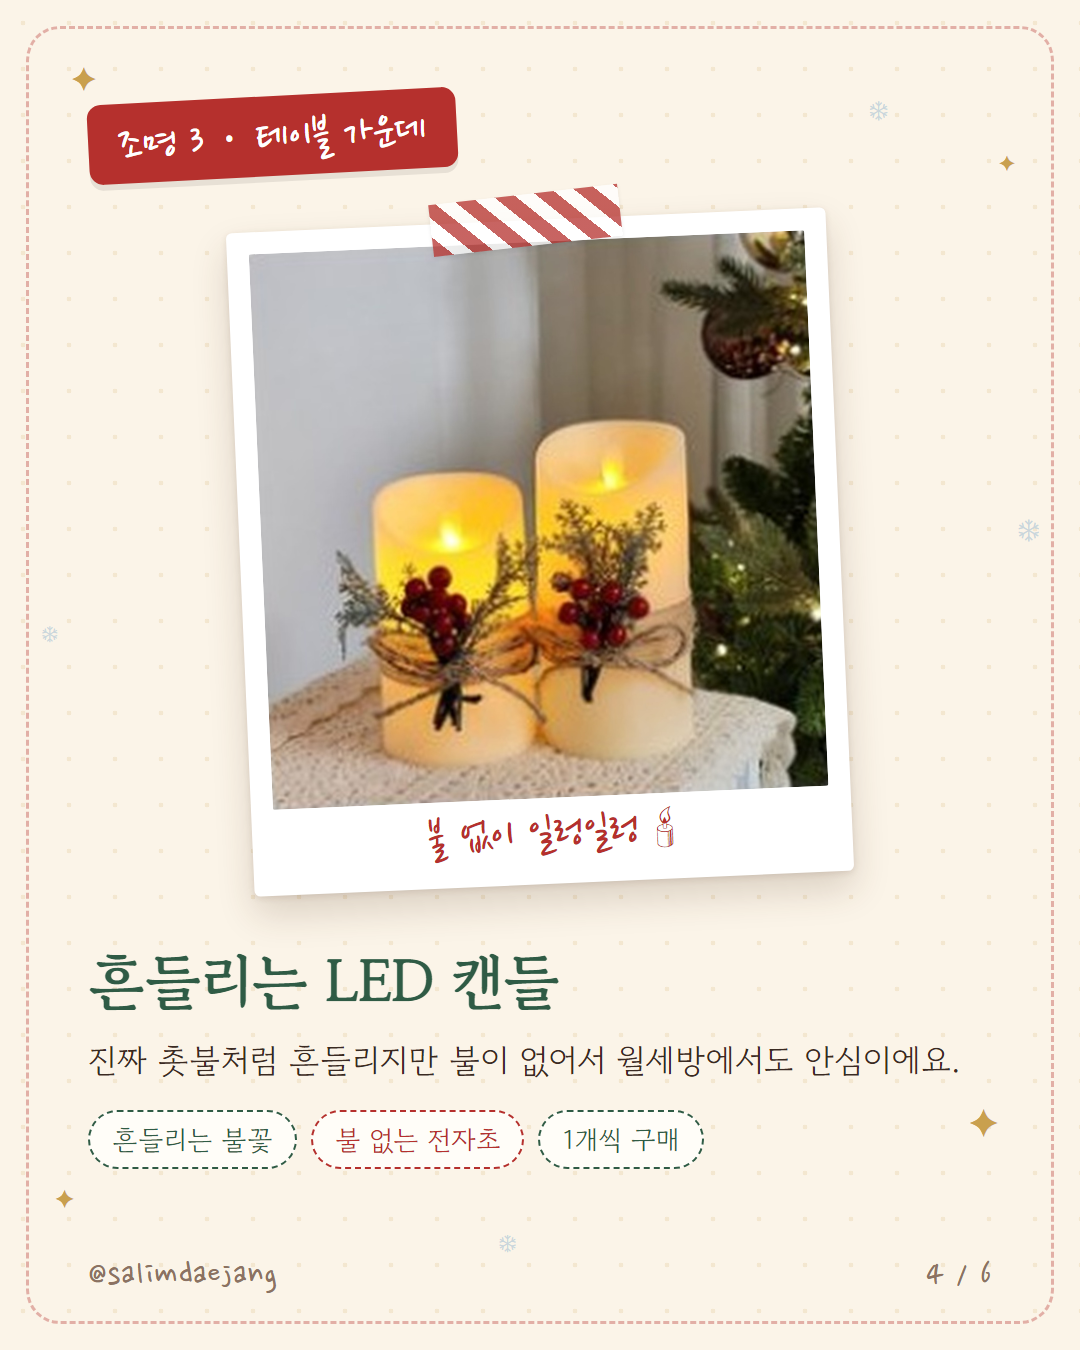 조명 3 • 테이블 가운데
불 없이 일렁일렁 🕯
흔들리는 LED 캔들
진짜 촛불처럼 흔들리지만 불이 없어서 월세방에서도 안심이에요.
흔들리는 불꽃
불 없는 전자초
1개씩 구매
@salimdaejang
4 / 6